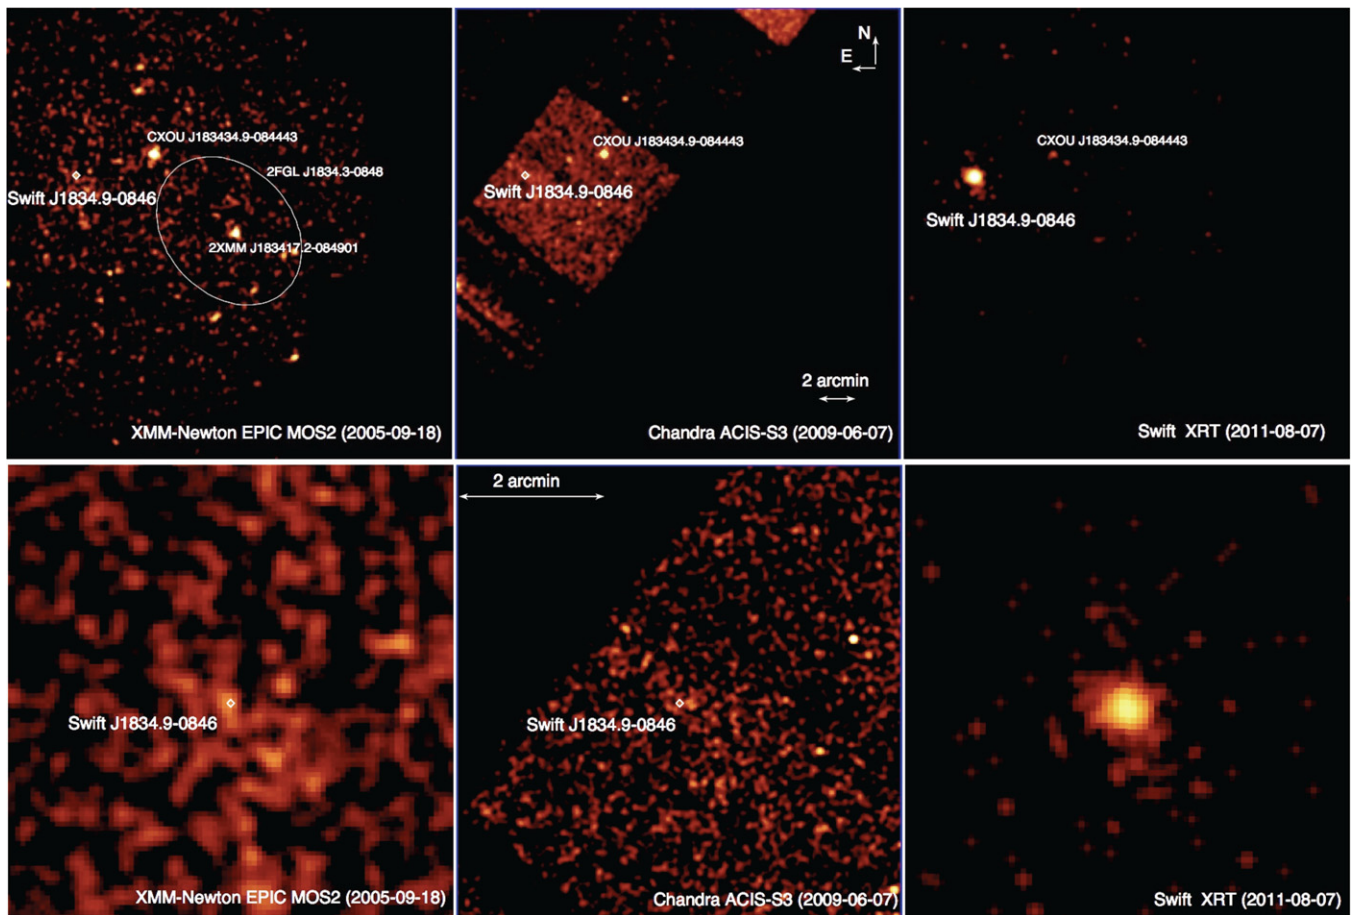 CXOU J183434.9-084443
2FGL J1834.3-0848
Swift J1834.9-0846
2XMM J183417.2-084901
XMM-Newton EPIC MOS2 (2005-09-18)
N
E
CXOU J183434.9-084443
Swift J1834.9-0846
2 arcmin
Chandra ACIS-S3 (2009-06-07)
CXOU J183434.9-084443
Swift J1834.9-0846
Swift XRT (2011-08-07)
Swift J1834.9-0846
XMM-Newton EPIC MOS2 (2005-09-18)
2 arcmin
Swift J1834.9-0846
Chandra ACIS-S3 (2009-06-07)
Swift XRT (2011-08-07)